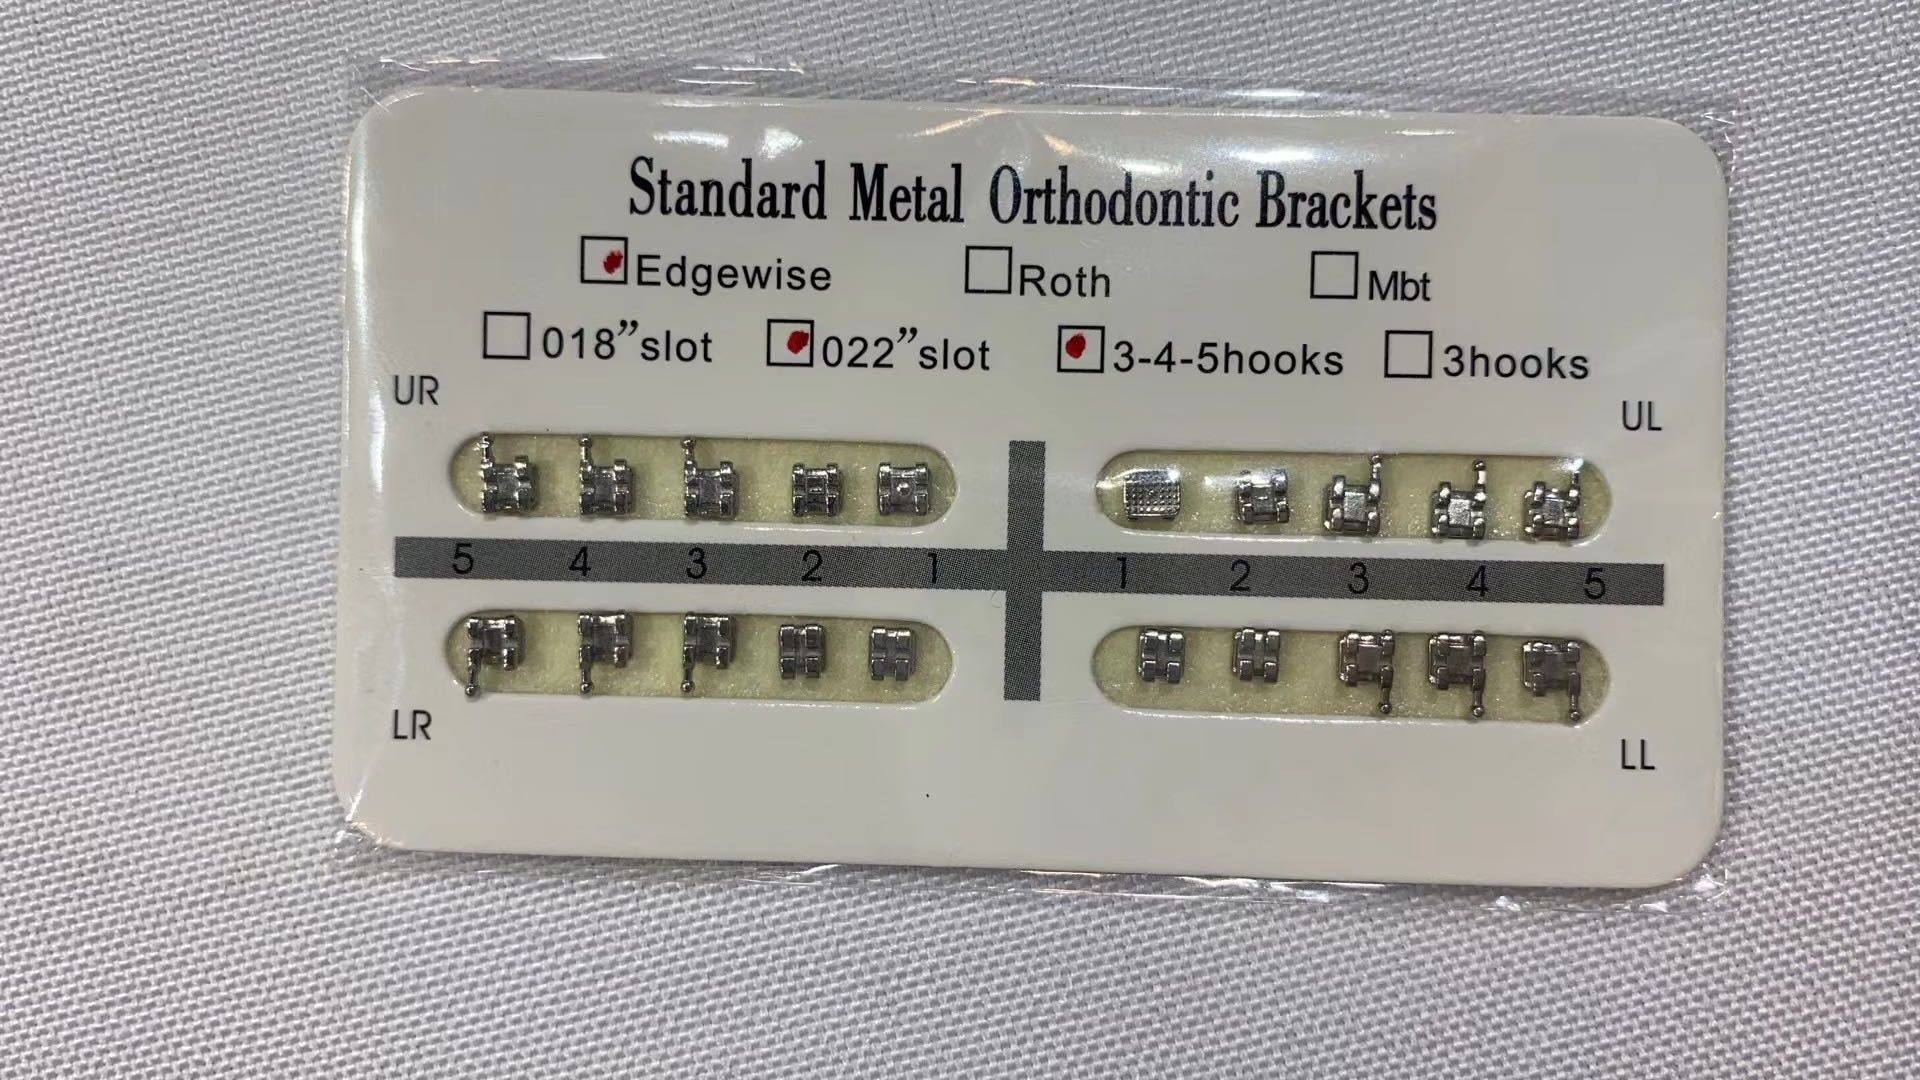 Standard Metal Orthodontic Brackets
Edgewise Roth Mbt
018”slot 022”slot 3-4-5hooks 3hooks
UR UL
5 4 3 2 1 1 2 3 4 5
LR LL